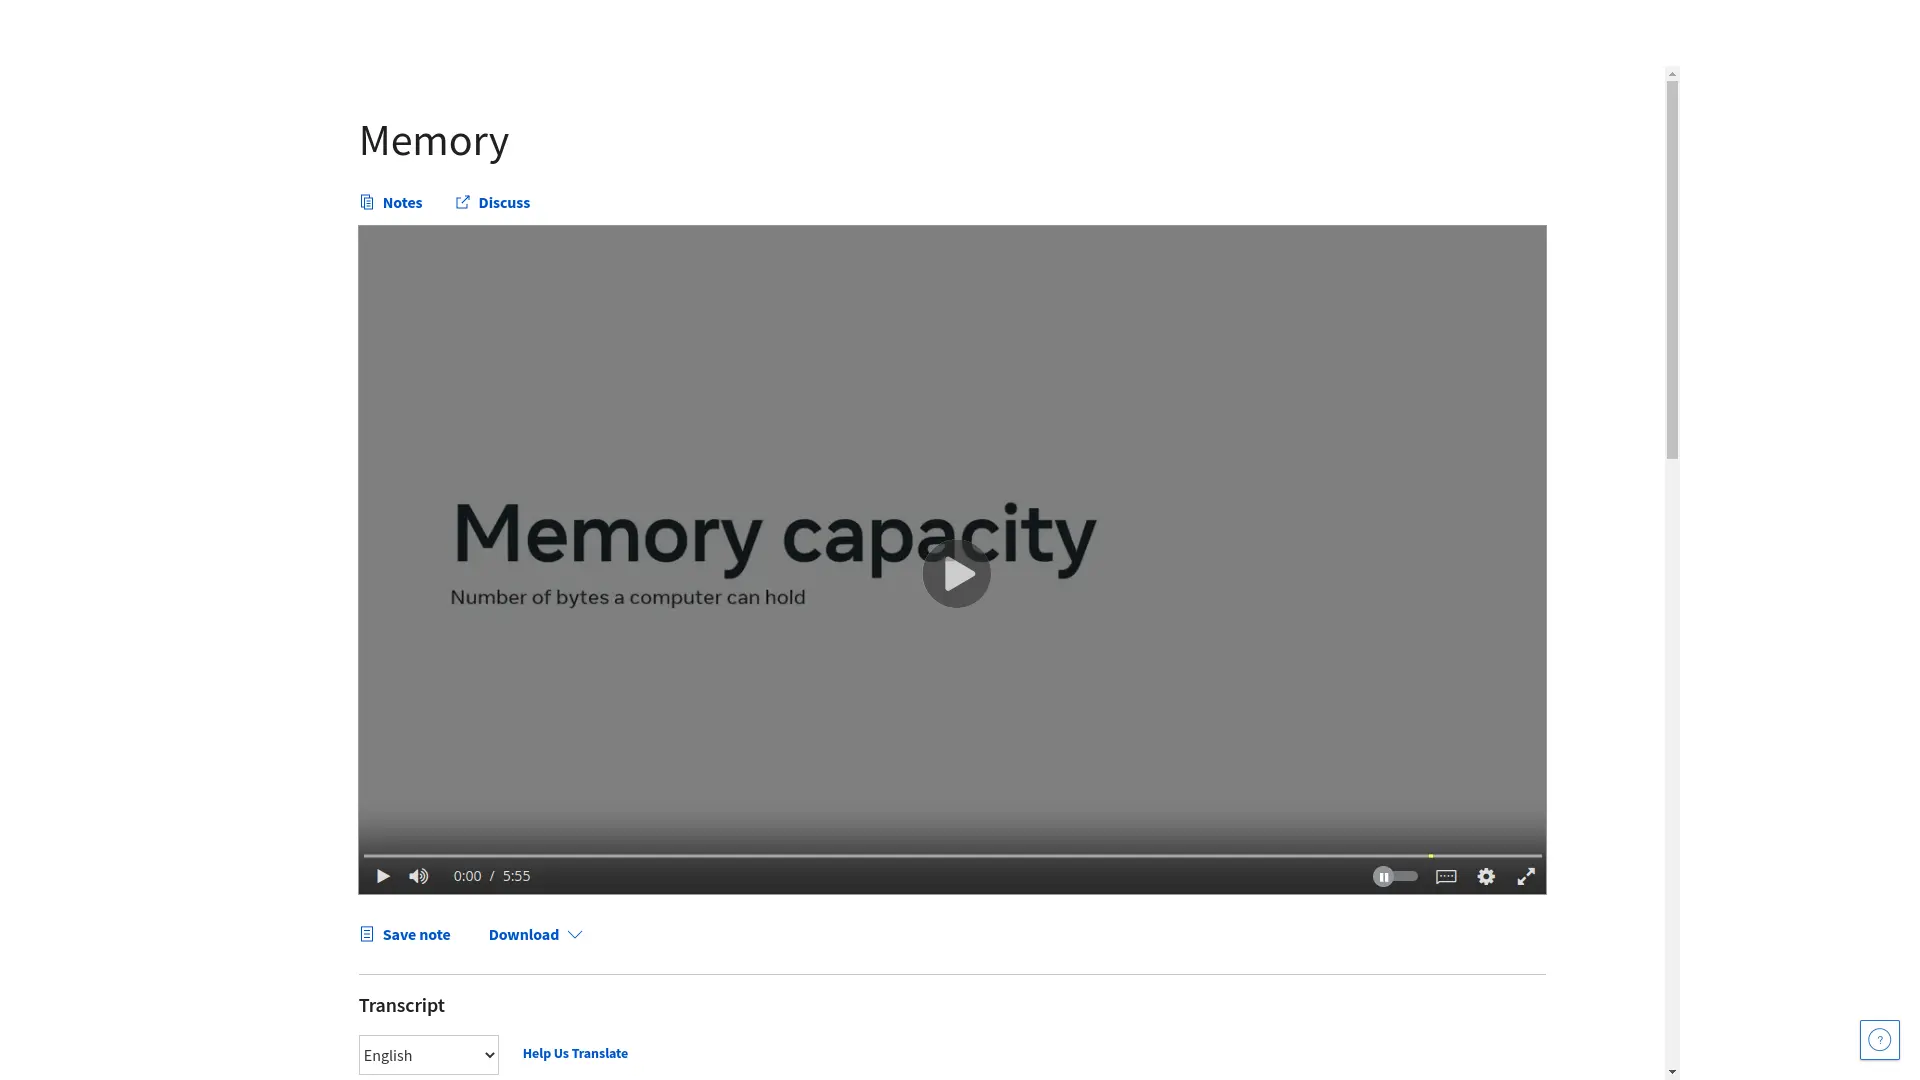 Memory
Notes
Discuss
Memory capacity
Number of bytes a computer can hold
0:00 / 5:55
Save note
Download
Transcript
English
Help Us Translate
?